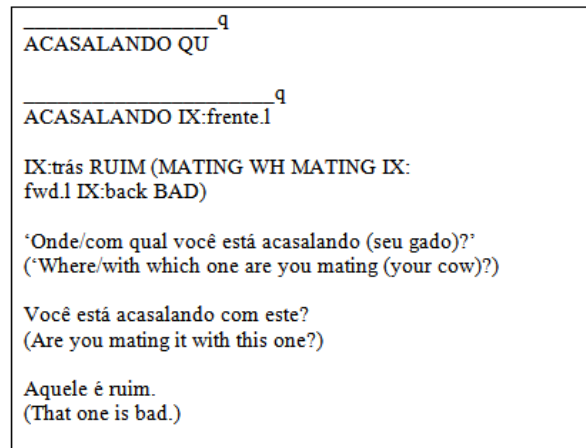 _________________q
ACASALANDO QU
______________________q
ACASALANDO IX:frente.l
IX:trás RUIM (MATING WH MATING IX:
fwd.l IX:back BAD)
‘Onde/com qual você está acasalando (seu gado)?’
(‘Where/with which one are you mating (your cow)?)
Você está acasalando com este?
(Are you mating it with this one?)
Aquele é ruim.
(That one is bad.)